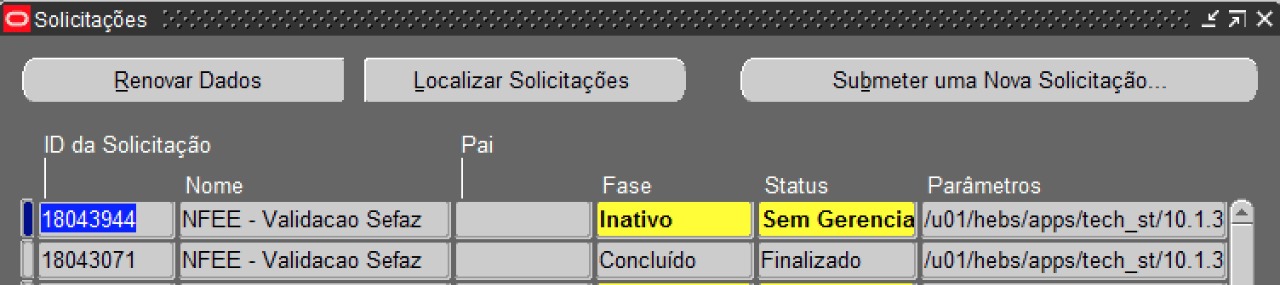 Solicitações
Renovar Dados Localizar Solicitações Submeter uma Nova Solicitação...
ID da Solicitação Pai
Nome Fase Status Parâmetros
18043944 NFEE - Validacao Sefaz Inativo Sem Gerencia /u01/hebs/apps/tech_st/10.1.3
18043071 NFEE - Validacao Sefaz Concluído Finalizado /u01/hebs/apps/tech_st/10.1.3